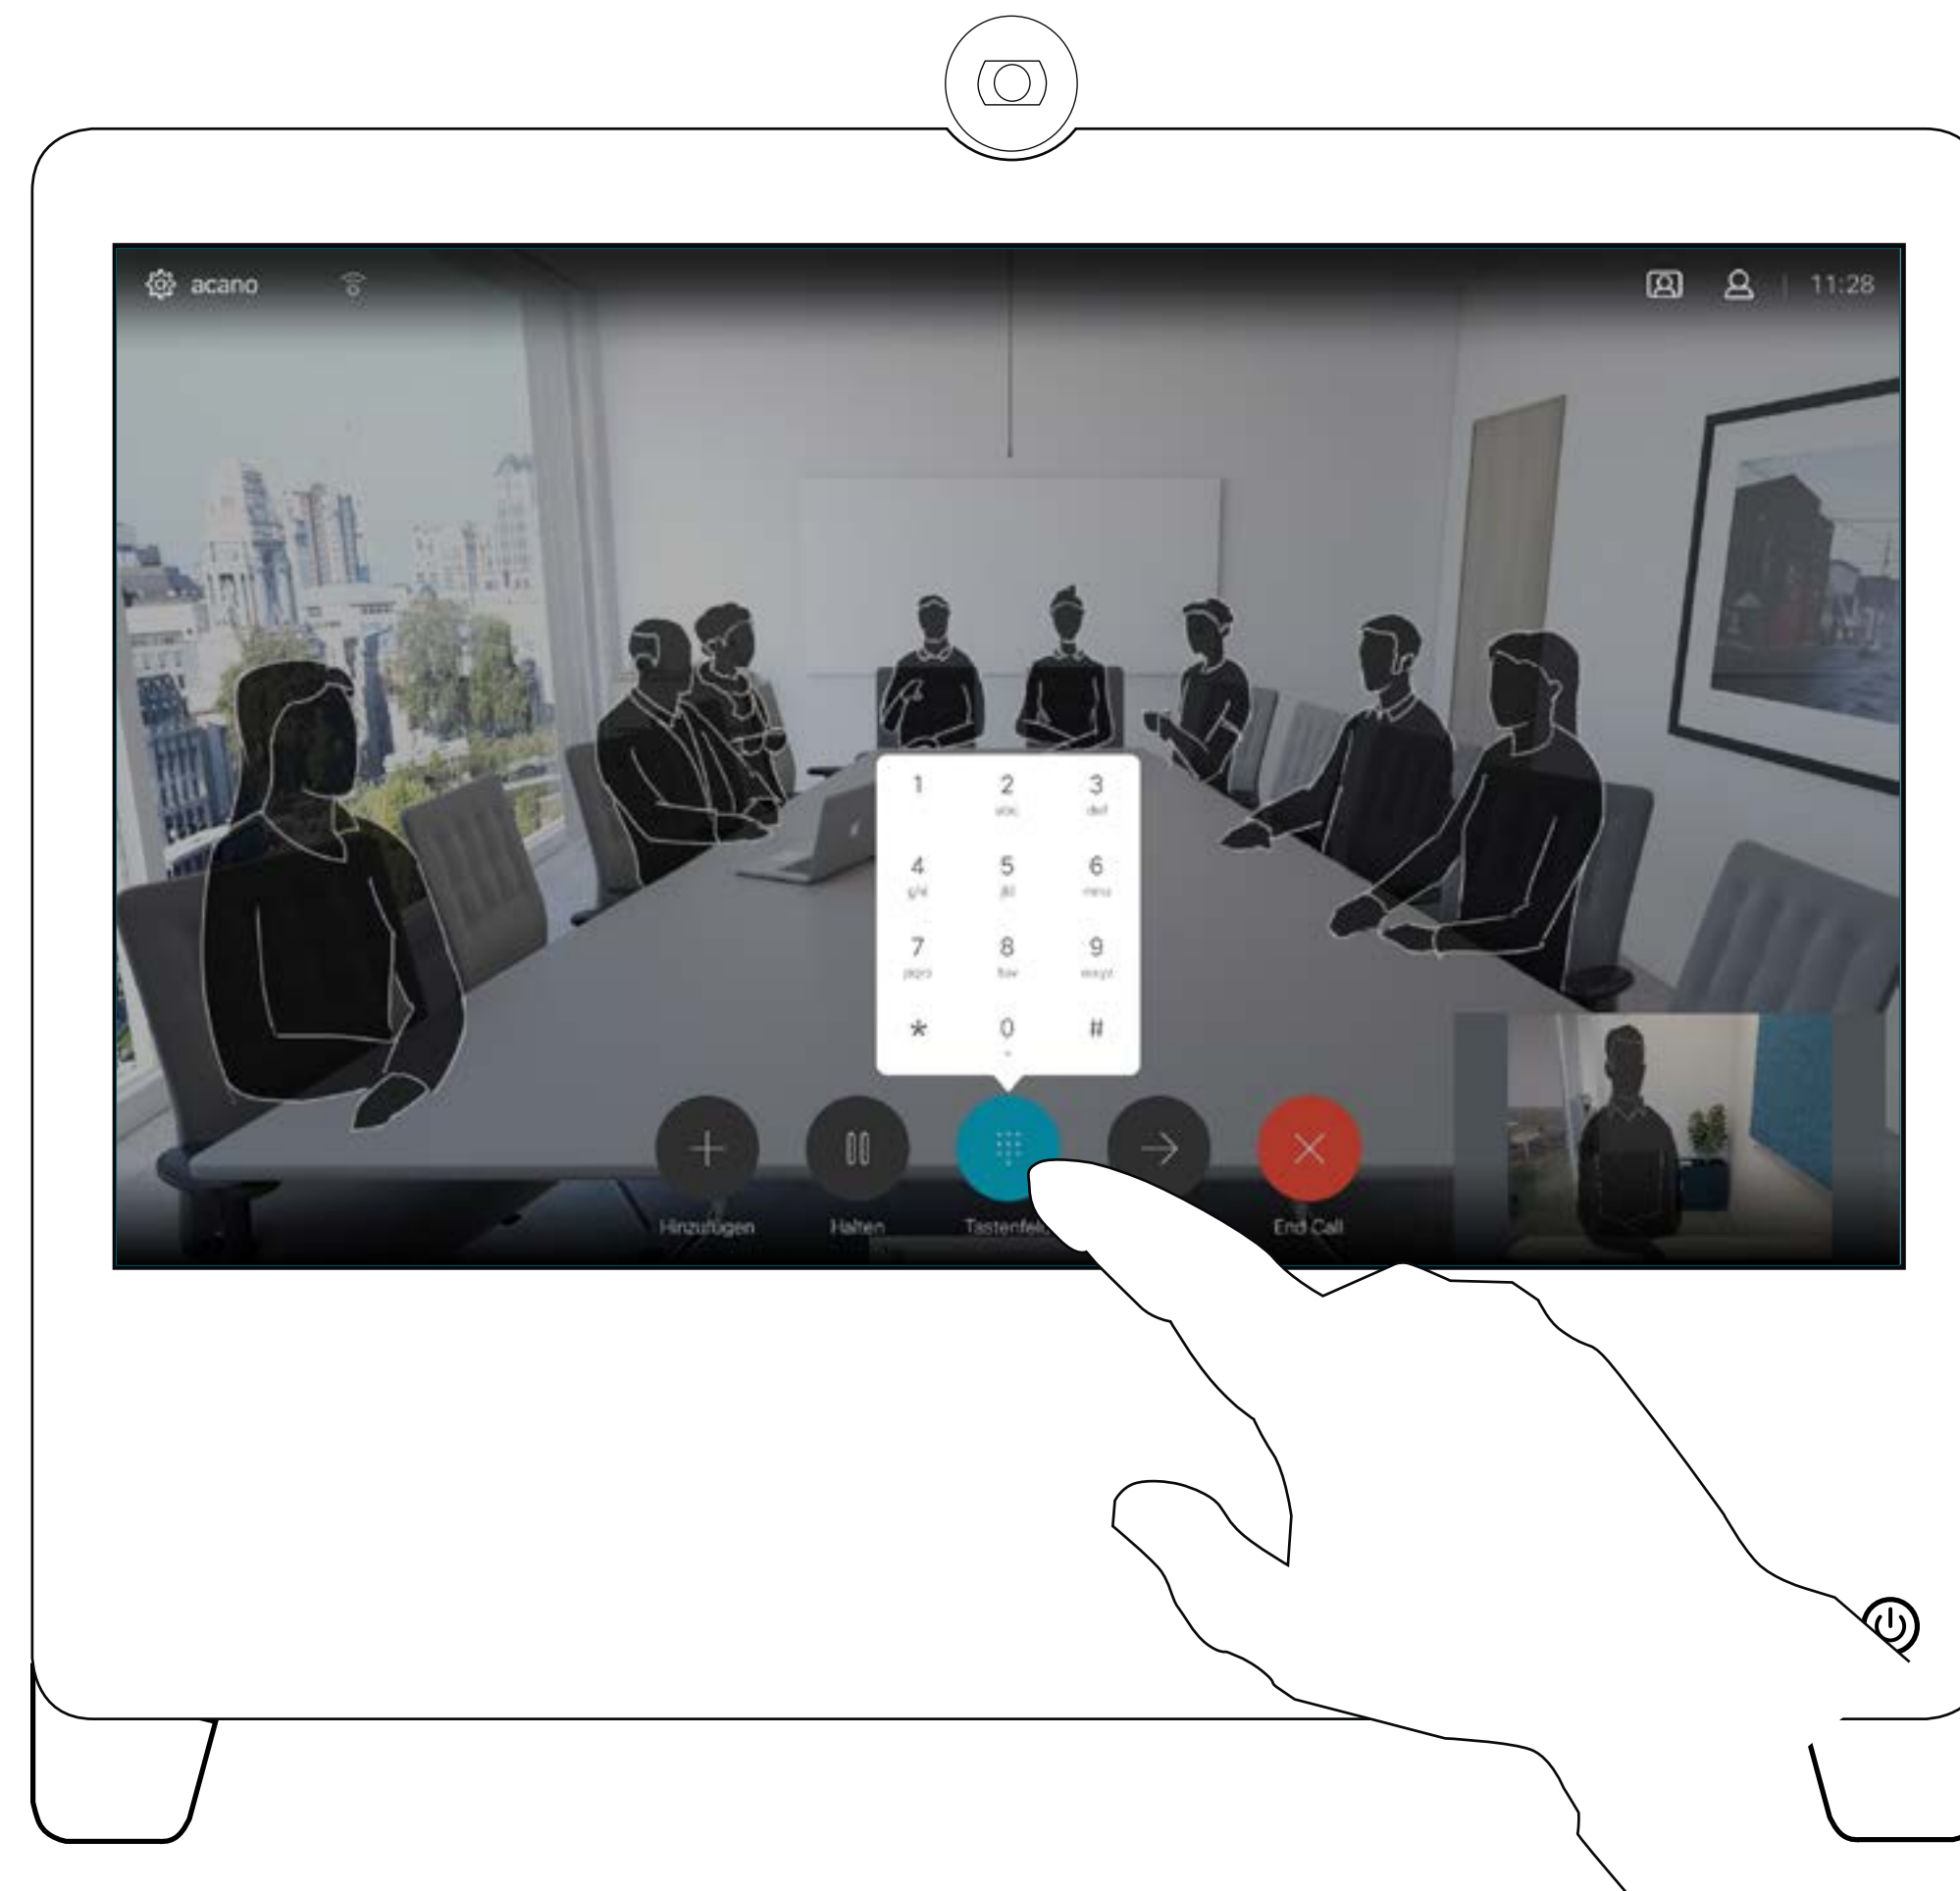 acano
11:28
1 2 3
abc def
4 5 6
ghi jkl mno
7 8 9
pqrs tuv wxyz
* 0 #
+
Hinzufügen Halten Tastenfeld End Call